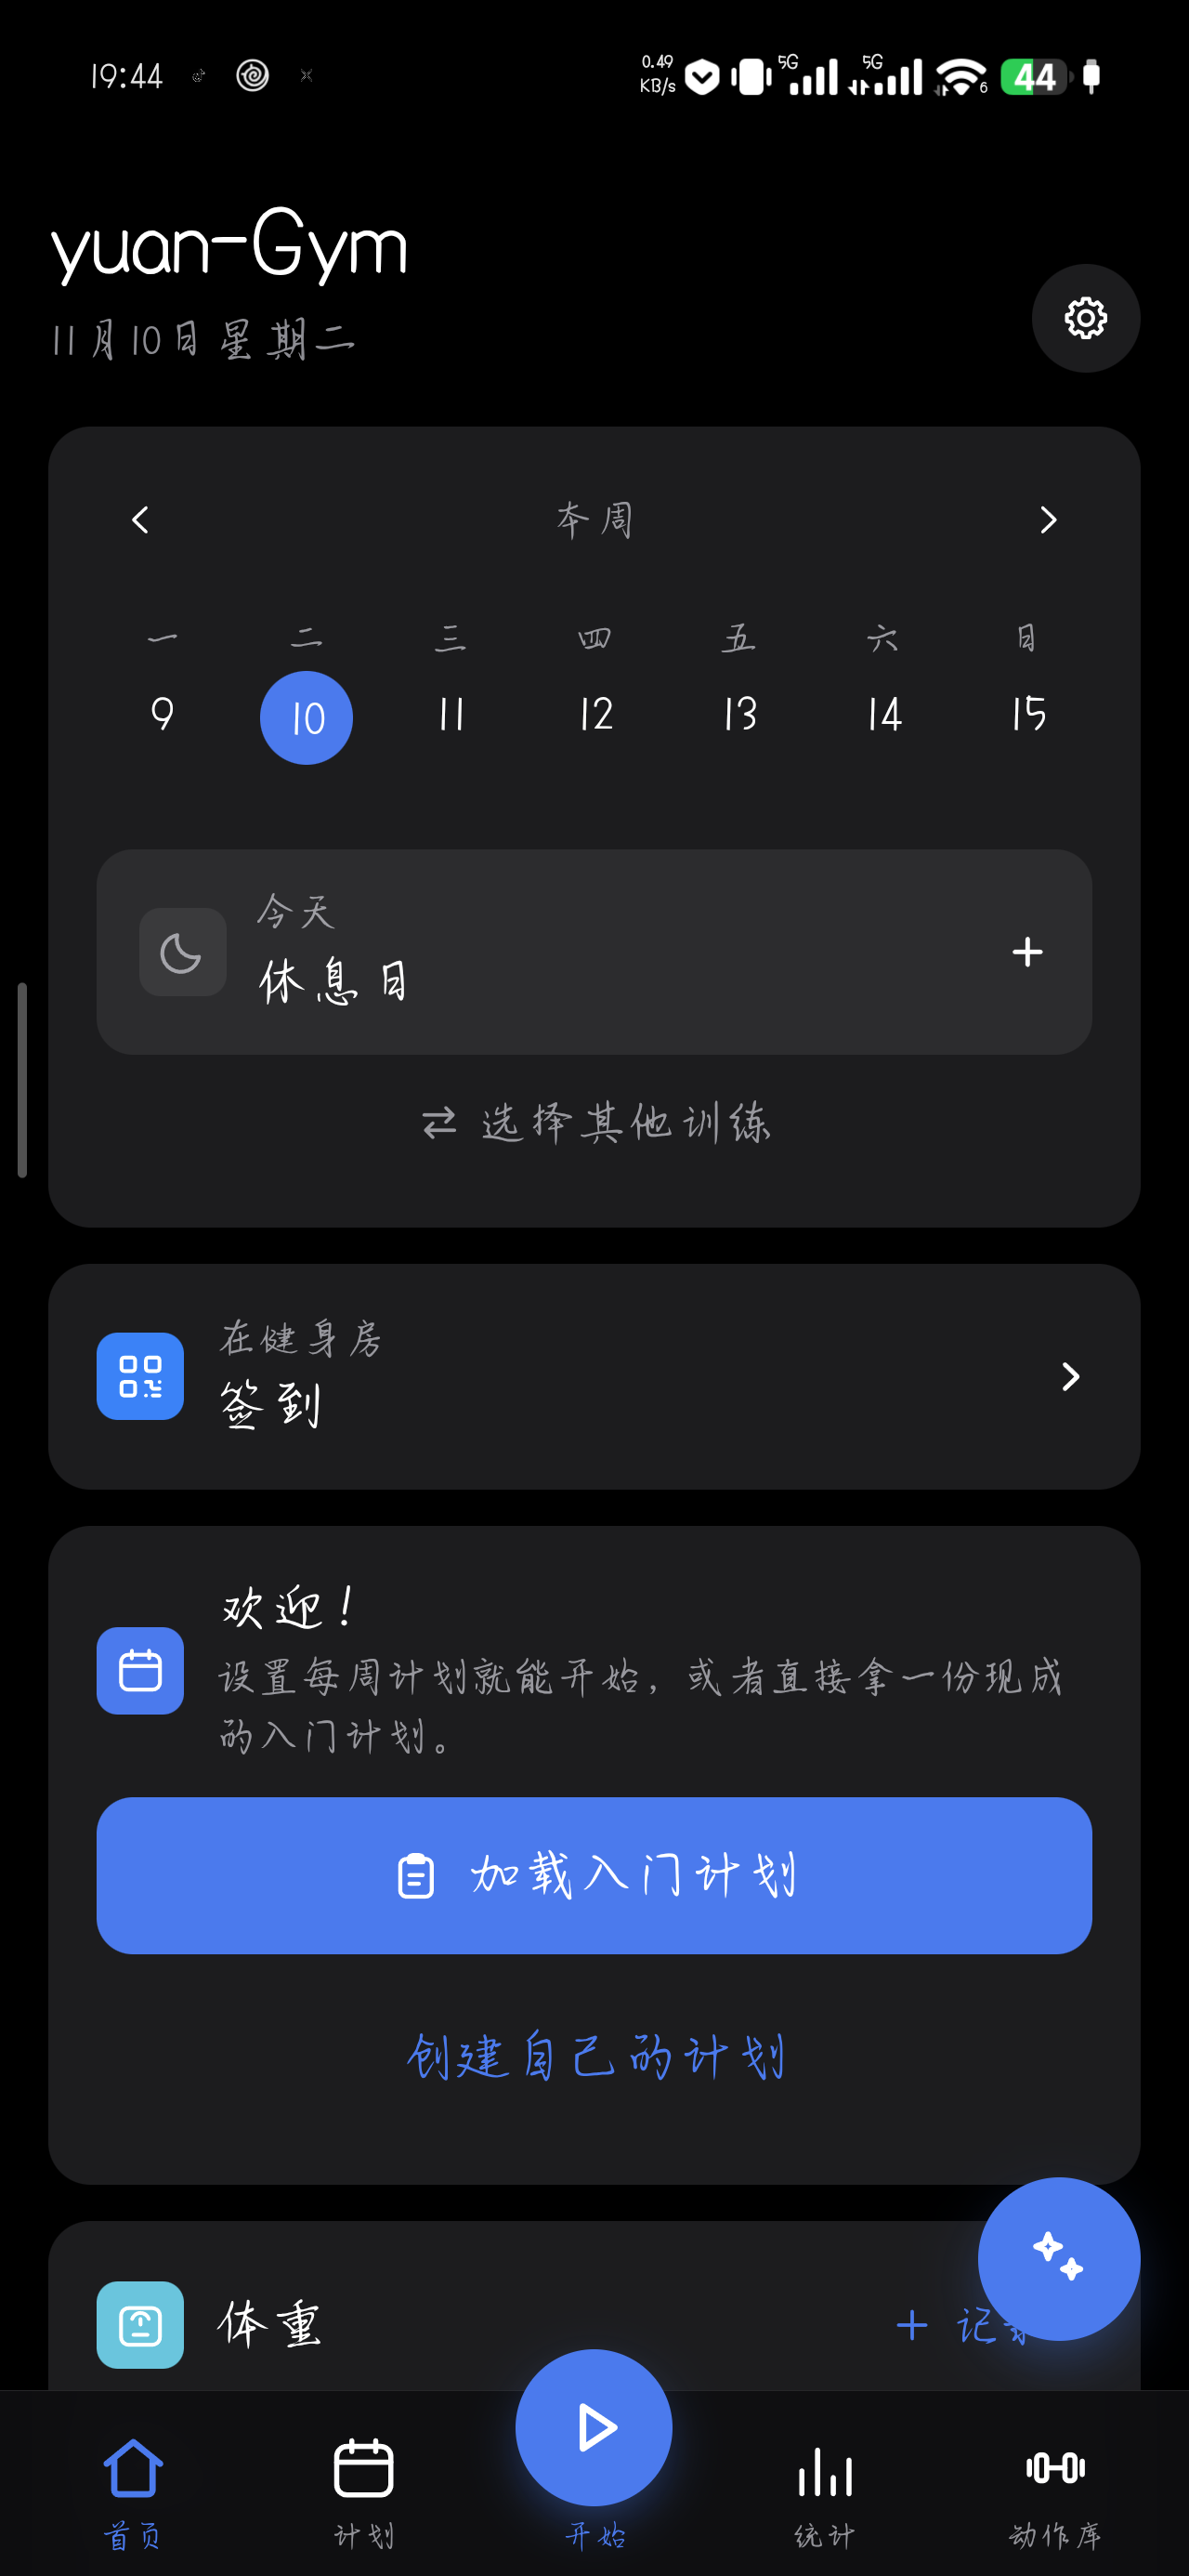 19:44
0.49 KB/s
5G
5G
6
44
yuan-Gym
11月10日星期二
本周
一 二 三 四 五 六 日
9 10 11 12 13 14 15
今天
休息日
选择其他训练
在健身房
签到
欢迎！
设置每周计划就能开始，或者直接拿一份现成
的入门计划。
加载入门计划
创建自己的计划
体重
+ 记
首页 计划 开始 统计 动作库